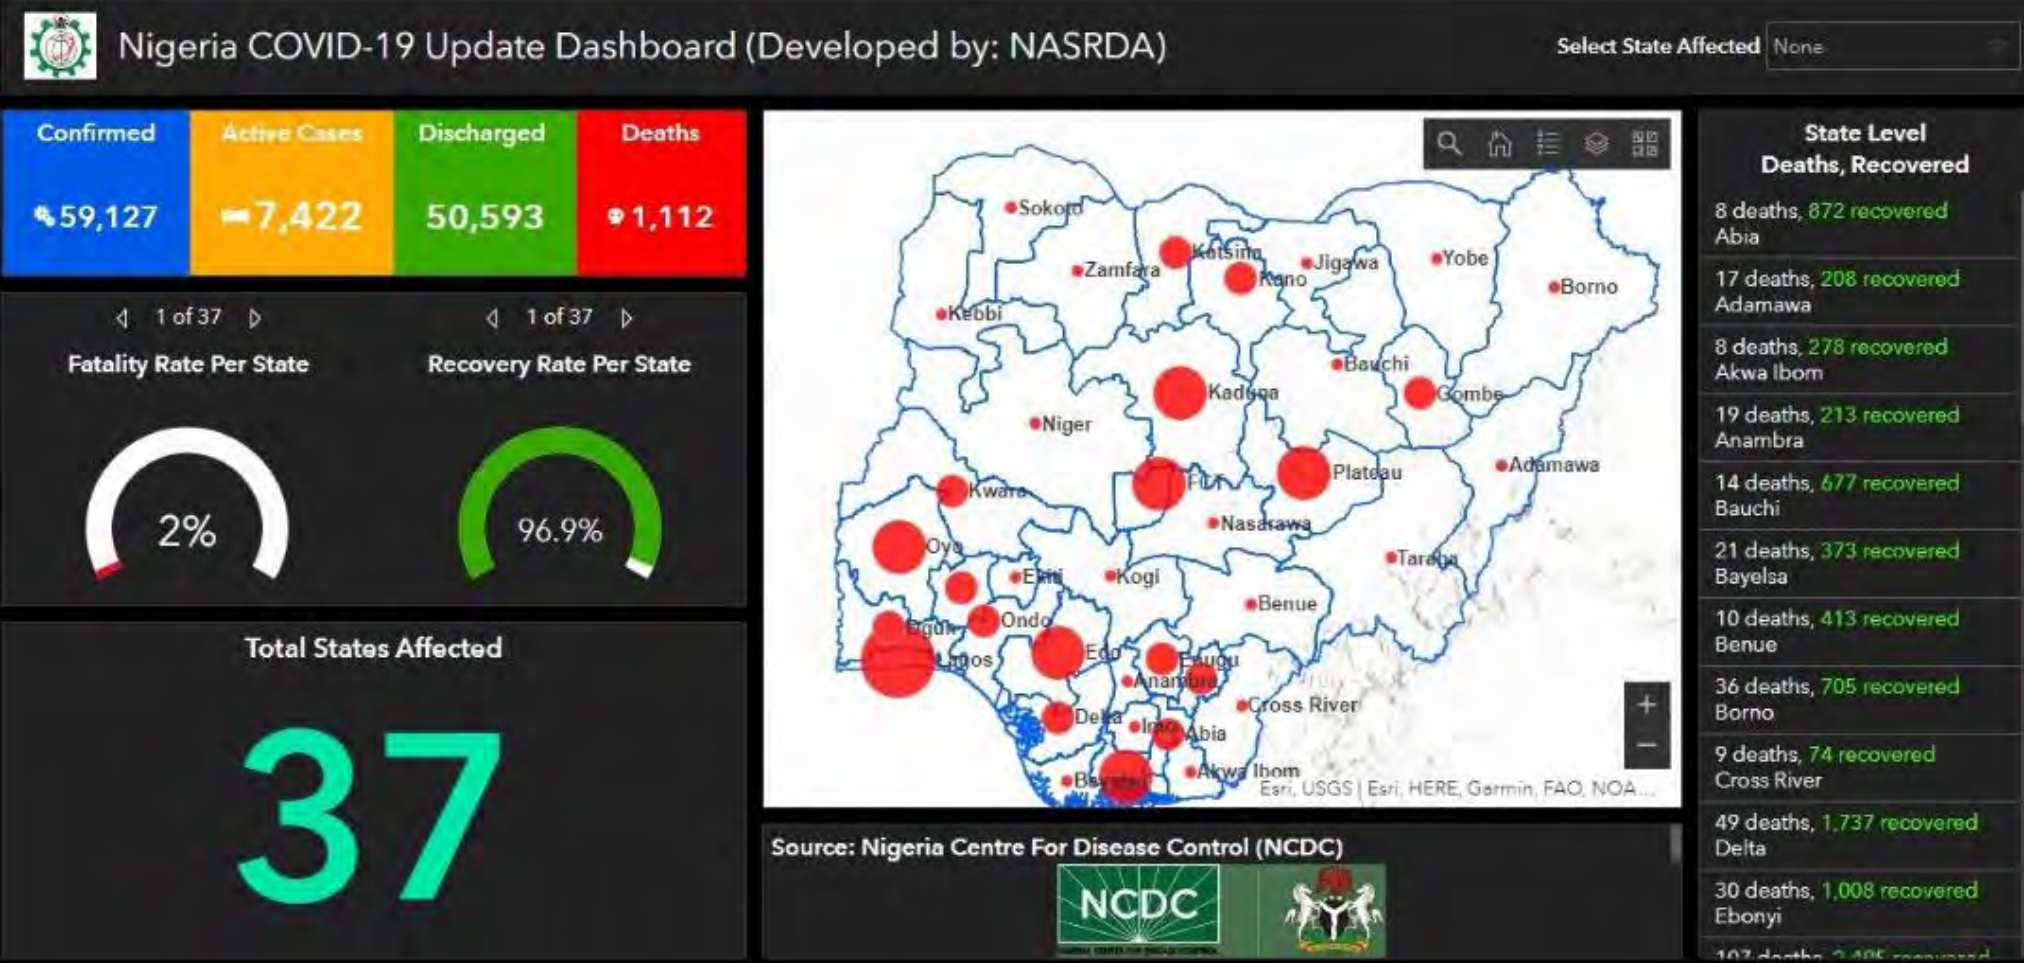 Nigeria COVID-19 Update Dashboard (Developed by: NASRDA)
Select State Affected None
Confirmed
59,127
Active Cases
7,422
Discharged
50,593
Deaths
1,112
1 of 37
Fatality Rate Per State
2%
1 of 37
Recovery Rate Per State
96.9%
Total States Affected
37
Sokoto
Katsina
Zamfara
Kano
Jigawa
Yobe
Borno
Kebbi
Bauchi
Kaduna
Gombe
Niger
Adamawa
Plateau
FCT
Kwara
Nasarawa
Oyo
Taraba
Ekiti
Kogi
Benue
Ondo
Ogun
Edo
Lagos
Enugu
Anambra
Cross River
Delta
Imo
Abia
Akwa Ibom
Bayelsa
Esri, USGS | Esri, HERE, Garmin, FAO, NOA...
+
−
Source: Nigeria Centre For Disease Control (NCDC)
NCDC
State Level
Deaths, Recovered
8 deaths, 872 recovered
Abia
17 deaths, 208 recovered
Adamawa
8 deaths, 278 recovered
Akwa Ibom
19 deaths, 213 recovered
Anambra
14 deaths, 677 recovered
Bauchi
21 deaths, 373 recovered
Bayelsa
10 deaths, 413 recovered
Benue
36 deaths, 705 recovered
Borno
9 deaths, 74 recovered
Cross River
49 deaths, 1,737 recovered
Delta
30 deaths, 1,008 recovered
Ebonyi